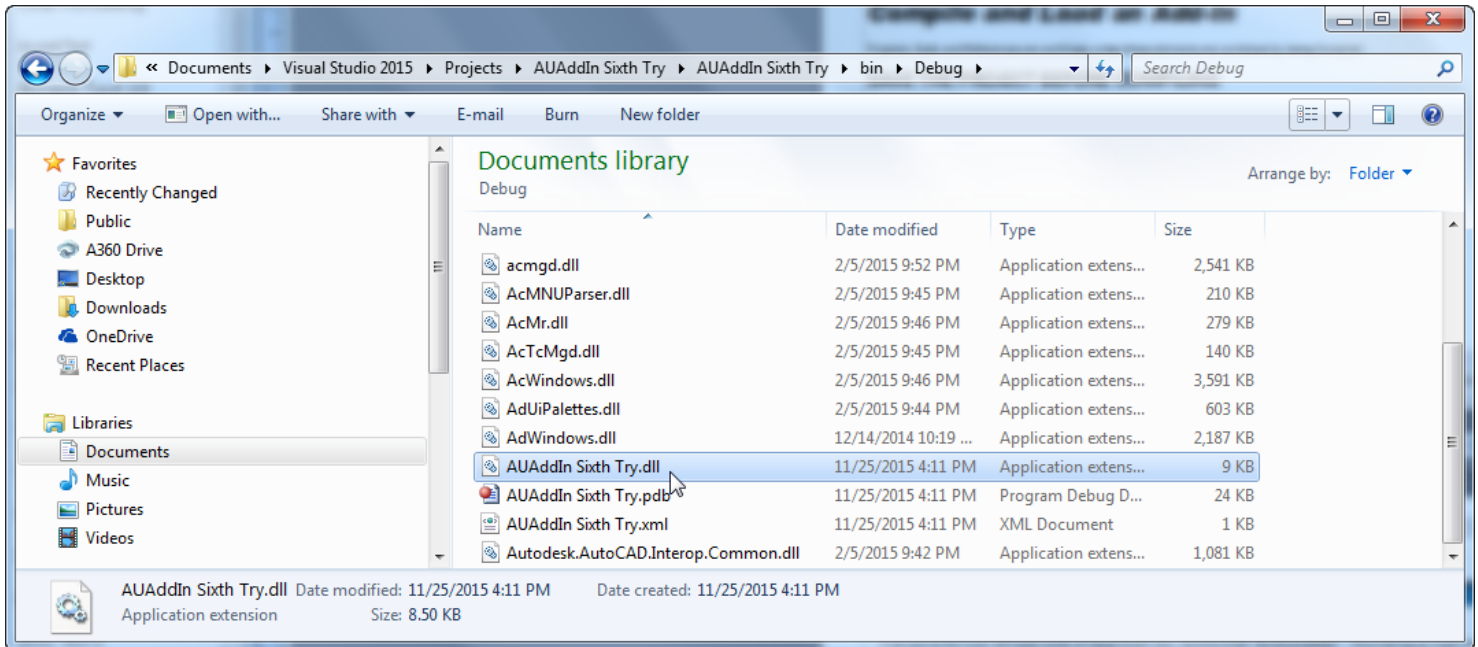 Compile and Load an Add-In
« Documents Visual Studio 2015 Projects AUAddIn Sixth Try AUAddIn Sixth Try bin Debug Search Debug
Organize Open with... Share with E-mail Burn New folder
Favorites
Recently Changed
Public
A360 Drive
Desktop
Downloads
OneDrive
Recent Places
Libraries
Documents
Music
Pictures
Videos
Documents library
Debug
Arrange by: Folder
Name Date modified Type Size
acmgd.dll 2/5/2015 9:52 PM Application extens... 2,541 KB
AcMNUParser.dll 2/5/2015 9:45 PM Application extens... 210 KB
AcMr.dll 2/5/2015 9:46 PM Application extens... 279 KB
AcTcMgd.dll 2/5/2015 9:45 PM Application extens... 140 KB
AcWindows.dll 2/5/2015 9:46 PM Application extens... 3,591 KB
AdUiPalettes.dll 2/5/2015 9:44 PM Application extens... 603 KB
AdWindows.dll 12/14/2014 10:19 ... Application extens... 2,187 KB
AUAddIn Sixth Try.dll 11/25/2015 4:11 PM Application extens... 9 KB
AUAddIn Sixth Try.pdb 11/25/2015 4:11 PM Program Debug D... 24 KB
AUAddIn Sixth Try.xml 11/25/2015 4:11 PM XML Document 1 KB
Autodesk.AutoCAD.Interop.Common.dll 2/5/2015 9:42 PM Application extens... 1,081 KB
AUAddIn Sixth Try.dll Date modified: 11/25/2015 4:11 PM Date created: 11/25/2015 4:11 PM
Application extension Size: 8.50 KB